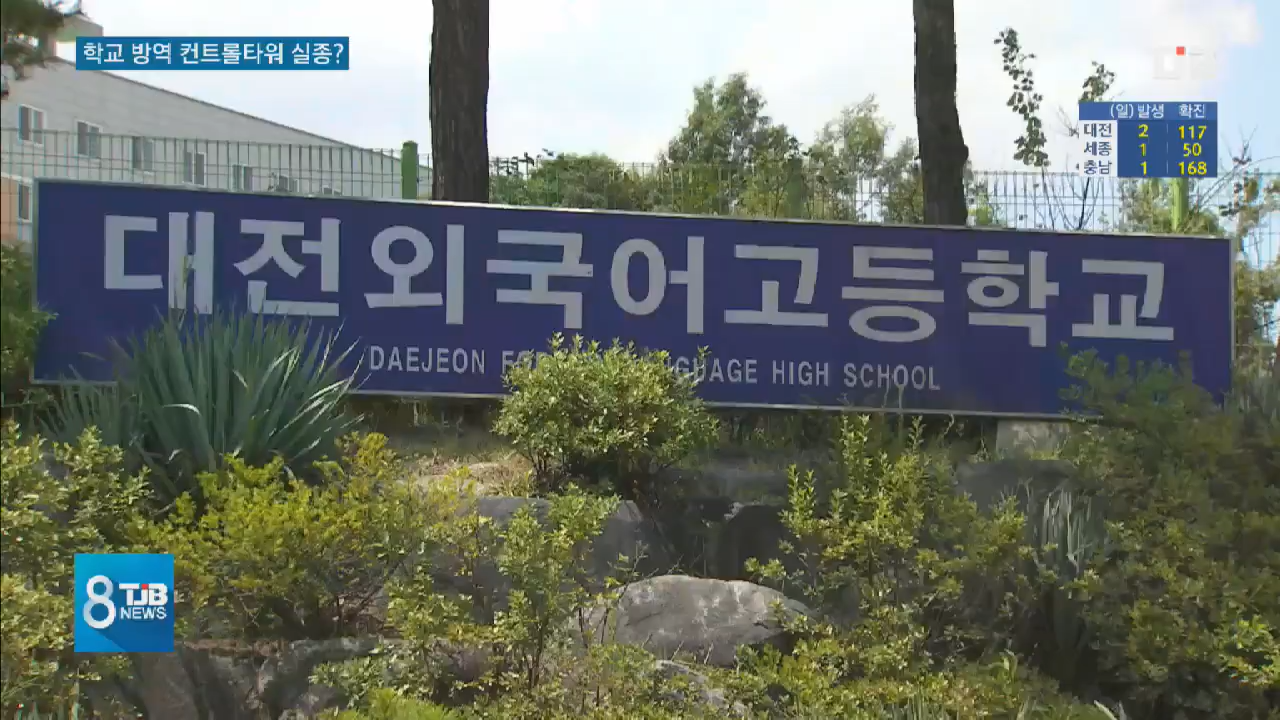 학교 방역 컨트롤타워 실종?
(일) 발생 확진
대전 2 117
세종 1 50
충남 1 168
대전외국어고등학교
DAEJEON HIGH SCHOOL
8 TJB NEWS